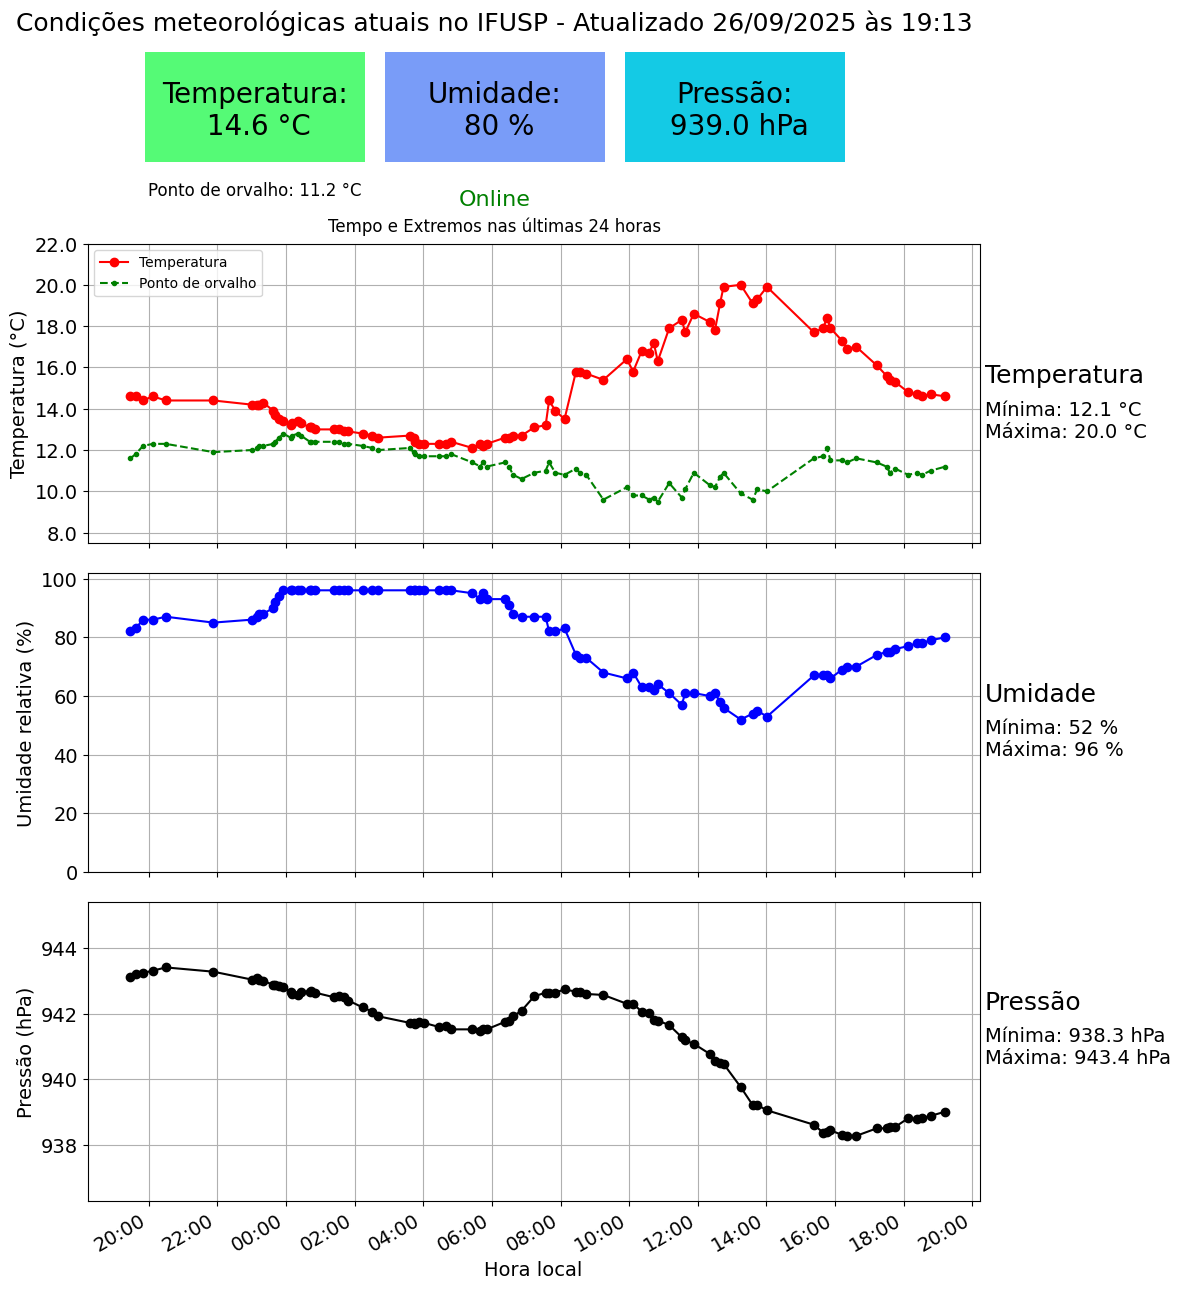 Condições meteorológicas atuais no IFUSP - Atualizado 26/09/2025 às 19:13
Temperatura:
14.6 °C
Umidade:
80 %
Pressão:
939.0 hPa
Ponto de orvalho: 11.2 °C
Online
Tempo e Extremos nas últimas 24 horas
Temperatura (°C)
22.0
20.0
18.0
16.0
14.0
12.0
10.0
8.0
Temperatura
Ponto de orvalho
Temperatura
Mínima: 12.1 °C
Máxima: 20.0 °C
Umidade relativa (%)
100
80
60
40
20
0
Umidade
Mínima: 52 %
Máxima: 96 %
Pressão (hPa)
944
942
940
938
Pressão
Mínima: 938.3 hPa
Máxima: 943.4 hPa
20:00
22:00
00:00
02:00
04:00
06:00
08:00
10:00
12:00
14:00
16:00
18:00
20:00
Hora local